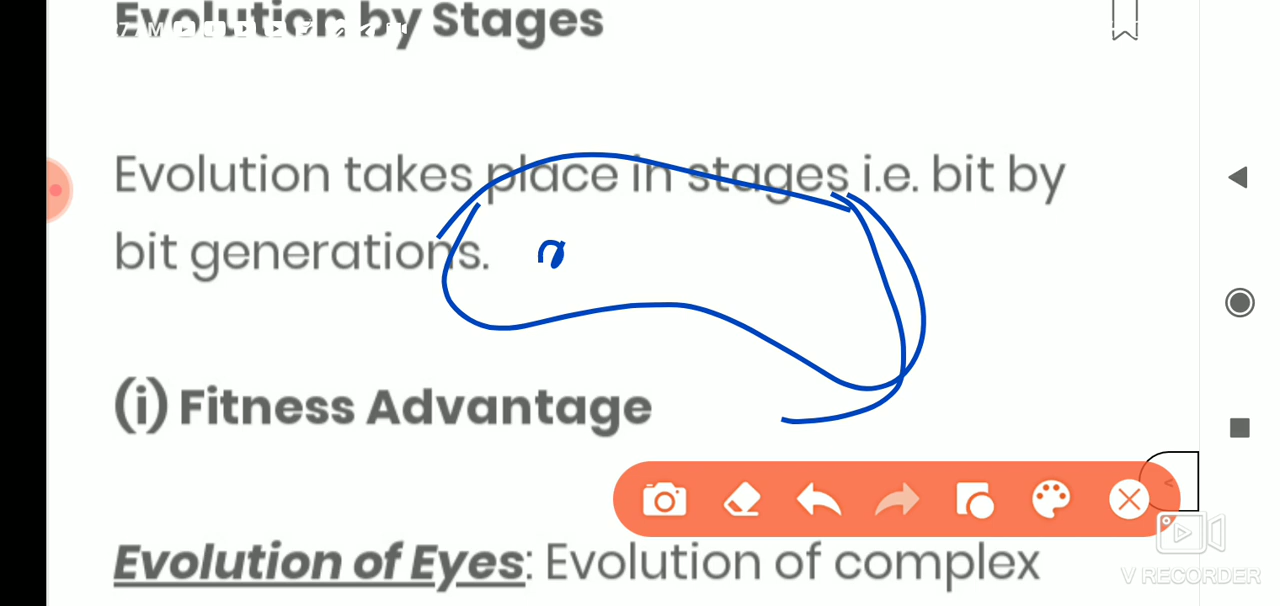 Evolution by Stages
Evolution takes place in stages i.e. bit by
bit generations.
(i) Fitness Advantage
Evolution of Eyes: Evolution of complex
V RECORDER